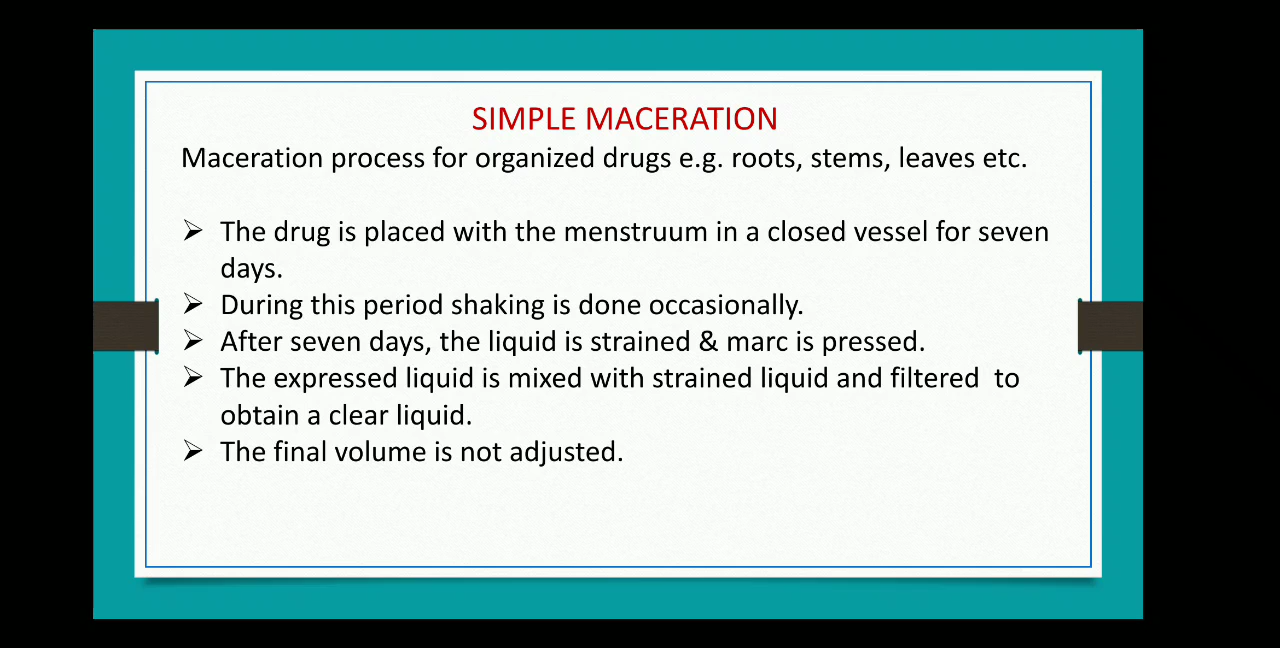 SIMPLE MACERATION
Maceration process for organized drugs e.g. roots, stems, leaves etc.
➢ The drug is placed with the menstruum in a closed vessel for seven
days.
➢ During this period shaking is done occasionally.
➢ After seven days, the liquid is strained & marc is pressed.
➢ The expressed liquid is mixed with strained liquid and filtered  to
obtain a clear liquid.
➢ The final volume is not adjusted.